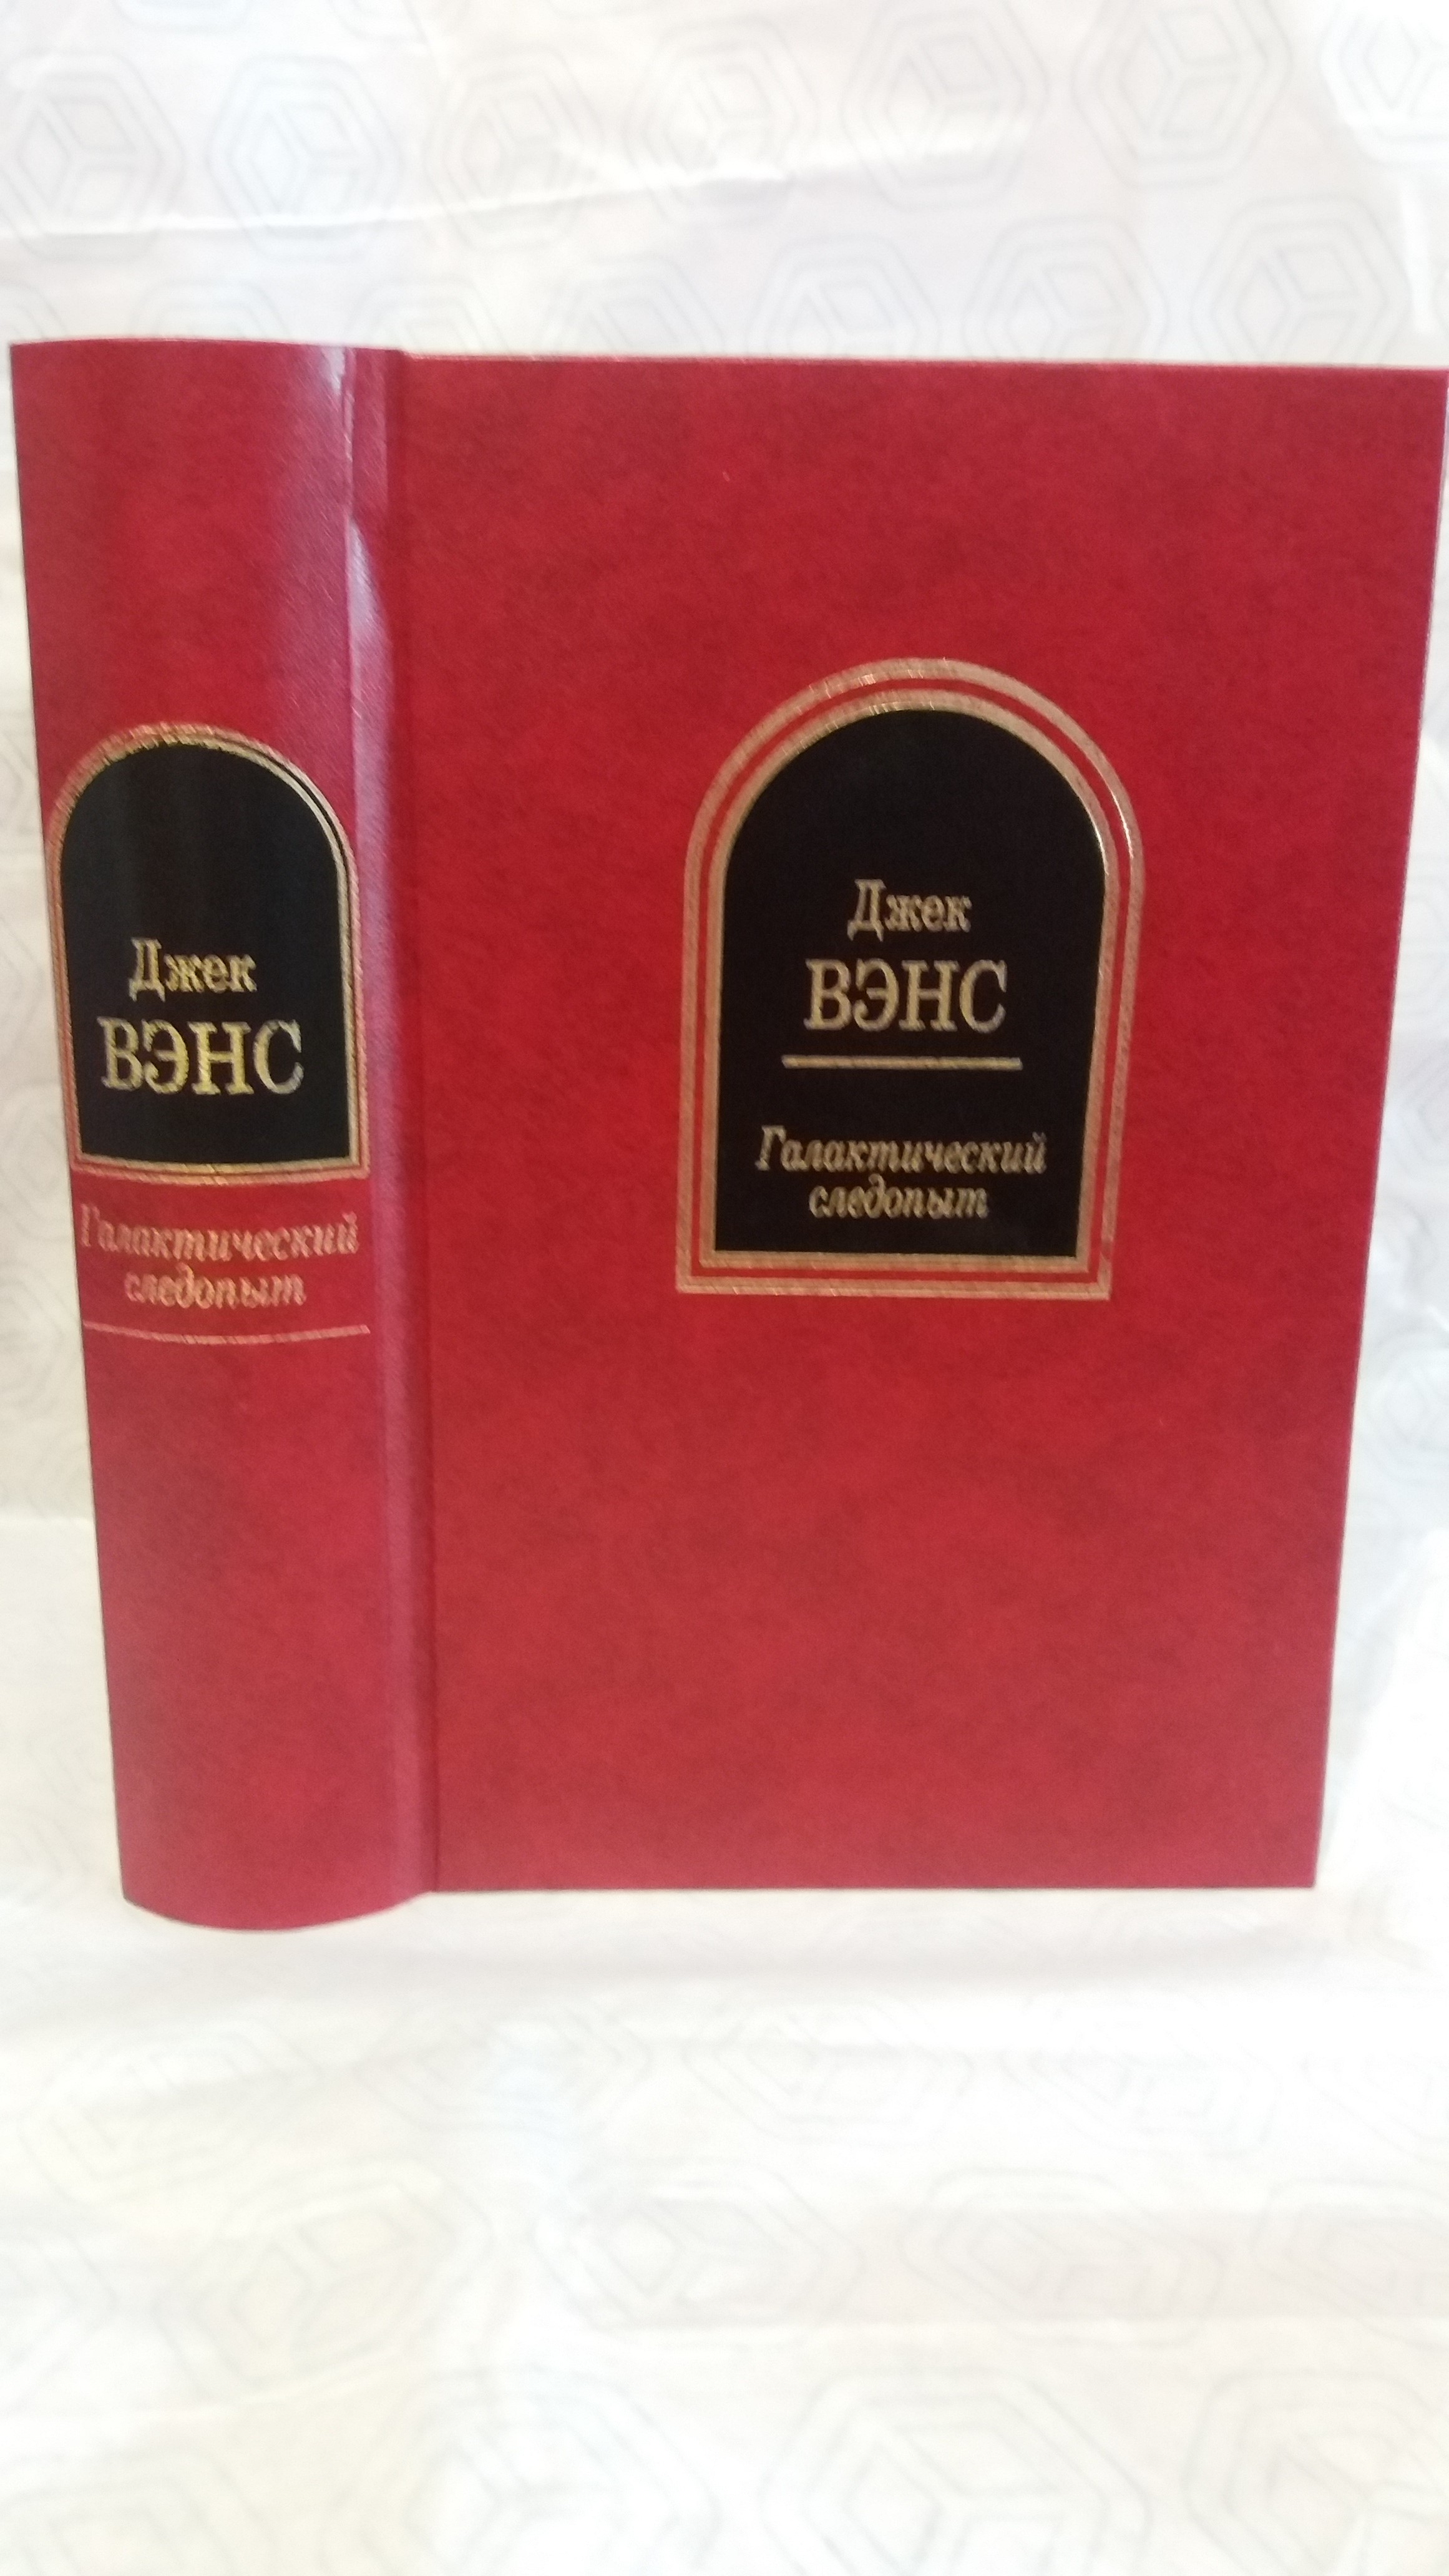 Джек
ВЭНС
Галактический
следопыт
Джек
ВЭНС
Галактический
следопыт